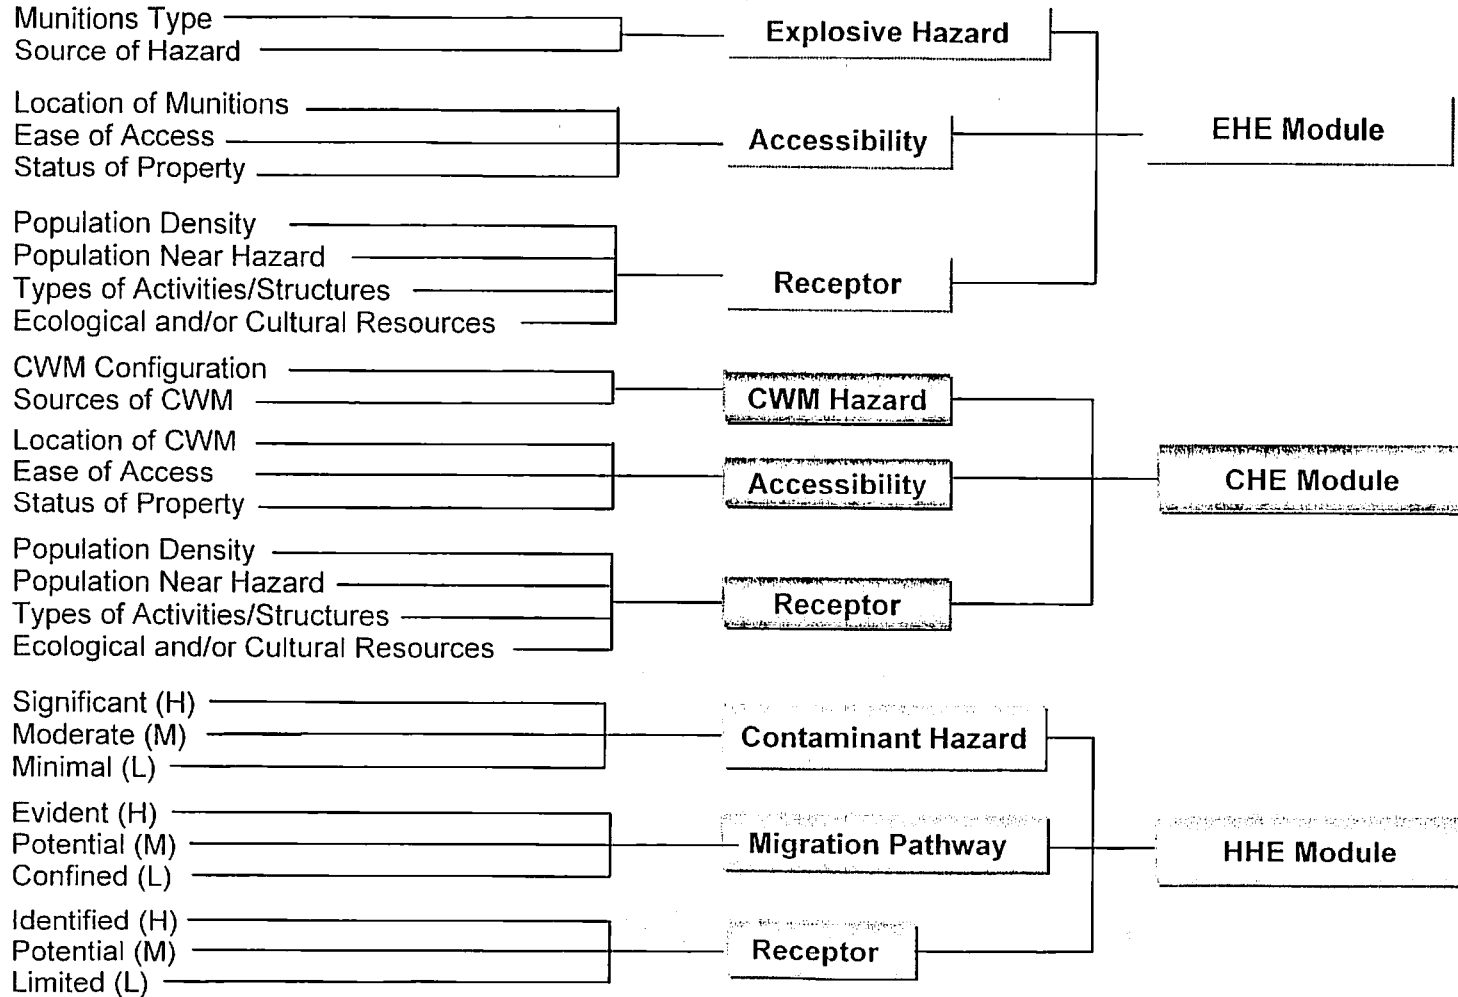 Munitions Type
Source of Hazard
Explosive Hazard
Location of Munitions
Ease of Access
Status of Property
Accessibility
EHE Module
Population Density
Population Near Hazard
Types of Activities/Structures
Ecological and/or Cultural Resources
Receptor
CWM Configuration
Sources of CWM
CWM Hazard
Location of CWM
Ease of Access
Status of Property
Accessibility
CHE Module
Population Density
Population Near Hazard
Types of Activities/Structures
Ecological and/or Cultural Resources
Receptor
Significant (H)
Moderate (M)
Minimal (L)
Contaminant Hazard
Evident (H)
Potential (M)
Confined (L)
Migration Pathway
HHE Module
Identified (H)
Potential (M)
Limited (L)
Receptor